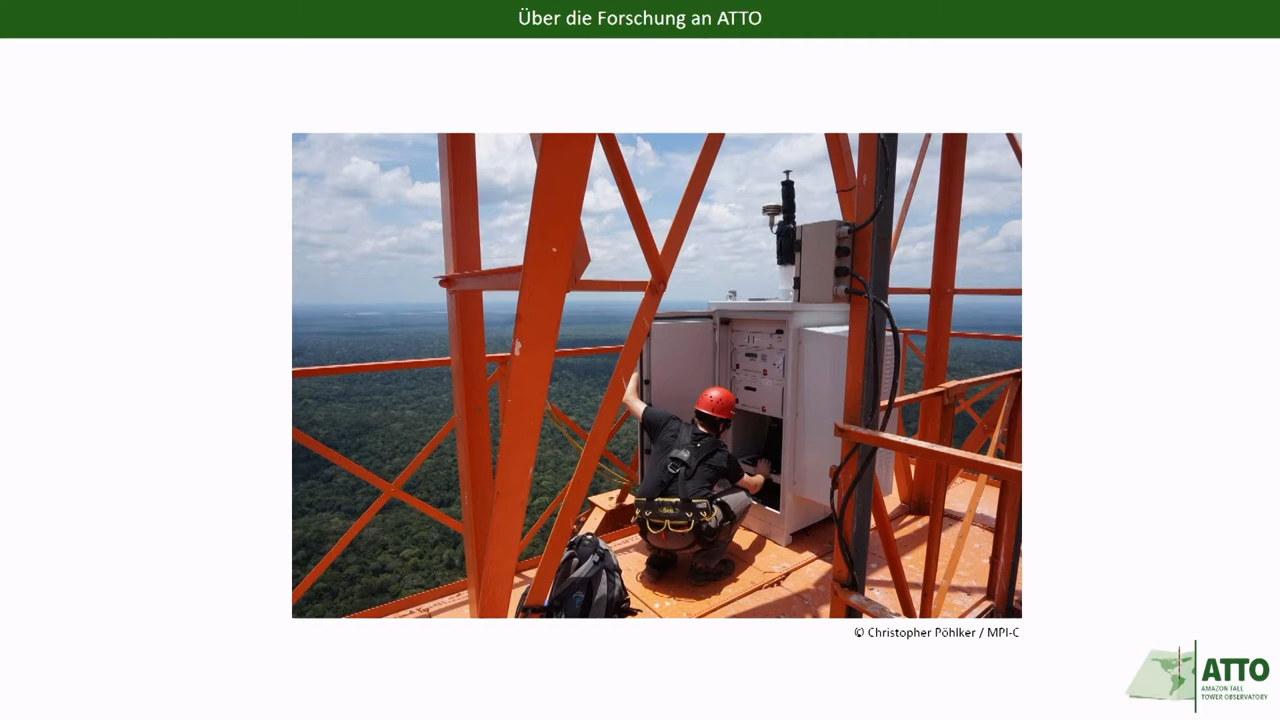 Über die Forschung an ATTO
© Christopher Pöhlker / MPI-C
ATTO
AMAZON TALL
TOWER OBSERVATORY